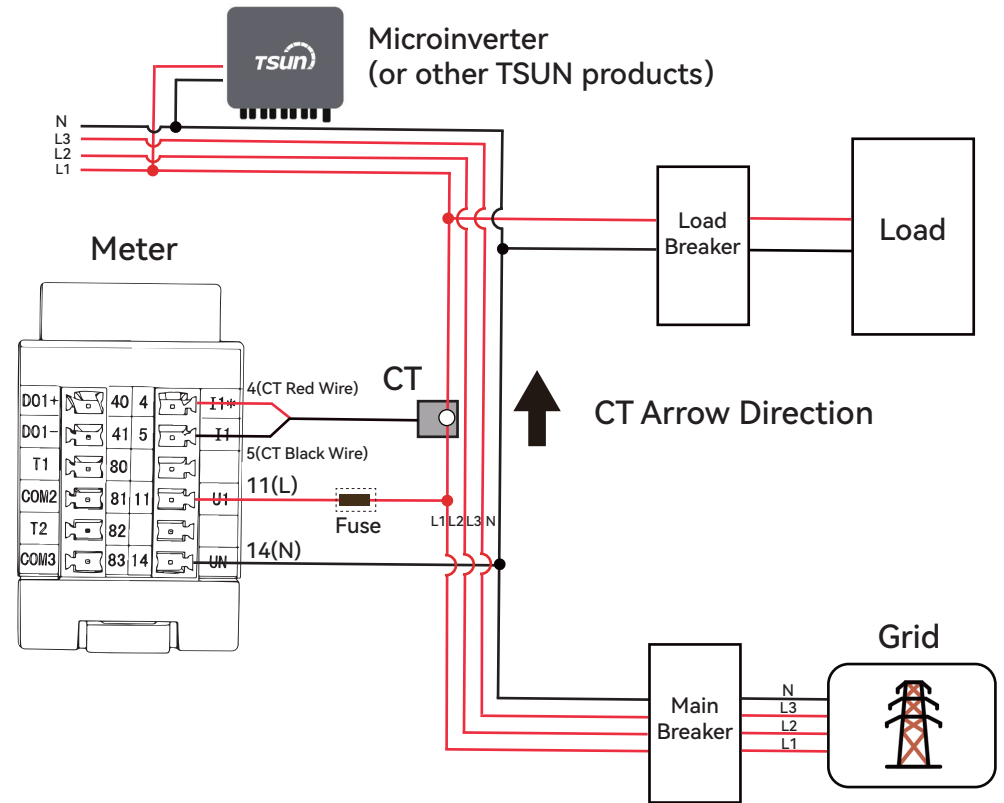 TSUN
Microinverter
(or other TSUN products)
N
L3
L2
L1
Load
Breaker
Load
Meter
DO1+ 40 4 I1*
DO1- 41 5 I1
T1 80
COM2 81 11 U1
T2 82
COM3 83 14 UN
4(CT Red Wire)
CT
5(CT Black Wire)
CT Arrow Direction
11(L)
Fuse
L1 L2 L3 N
14(N)
Main
Breaker
Grid
N
L3
L2
L1